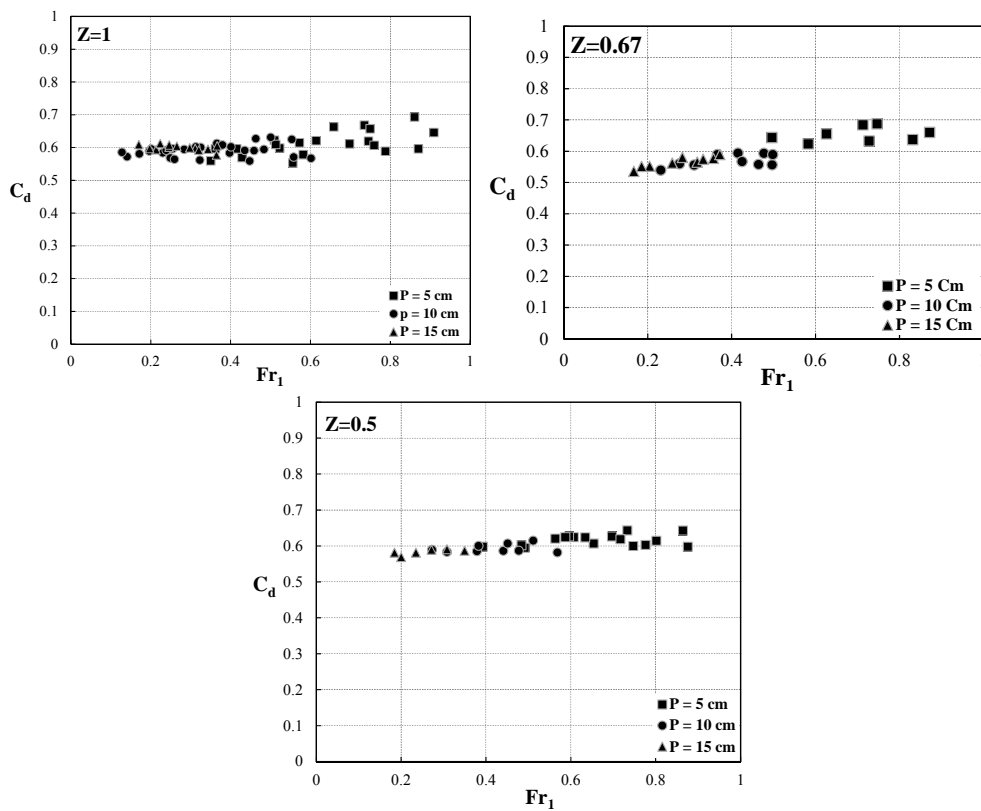 Z=1
1
0.9
0.8
0.7
0.6
C_d
0.5
0.4
0.3
0.2
0.1
0
0 0.2 0.4 0.6 0.8 1
Fr_1
P = 5 cm
p = 10 cm
P = 15 cm
Z=0.67
1
0.9
0.8
0.7
0.6
C_d
0.5
0.4
0.3
0.2
0.1
0
0 0.2 0.4 0.6 0.8
Fr_1
P = 5 Cm
P = 10 Cm
P = 15 Cm
Z=0.5
1
0.9
0.8
0.7
0.6
C_d
0.5
0.4
0.3
0.2
0.1
0
0 0.2 0.4 0.6 0.8 1
Fr_1
P = 5 cm
P = 10 cm
P = 15 cm